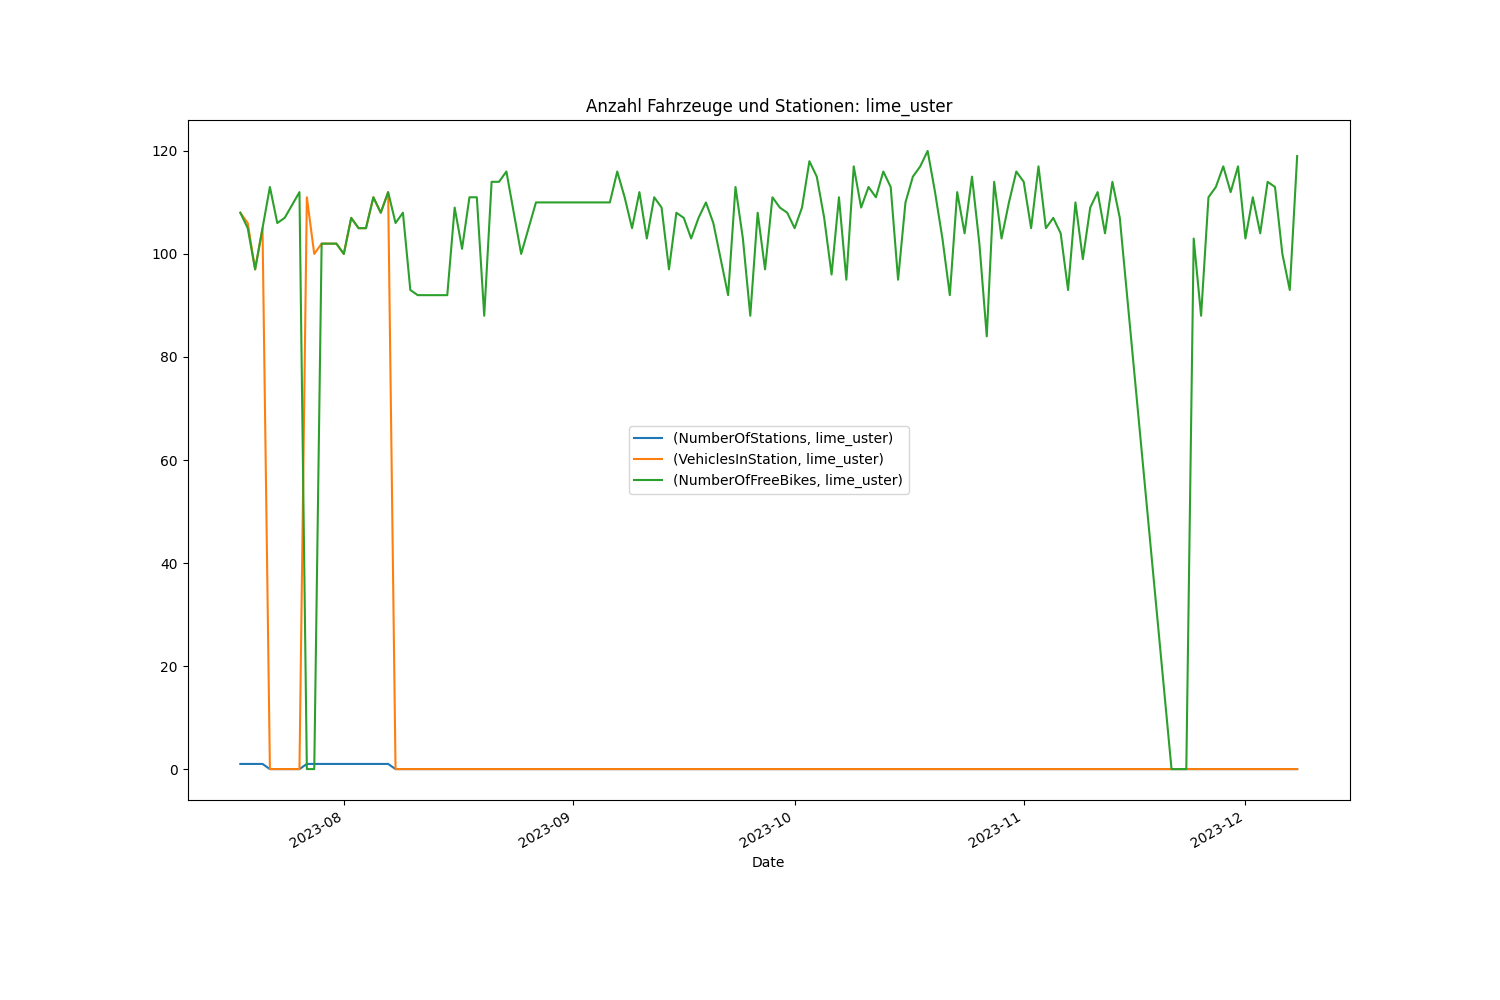 Anzahl Fahrzeuge und Stationen: lime_uster
120
100
80
60
40
20
0
(NumberOfStations, lime_uster)
(VehiclesInStation, lime_uster)
(NumberOfFreeBikes, lime_uster)
2023-08
2023-09
2023-10
2023-11
2023-12
Date